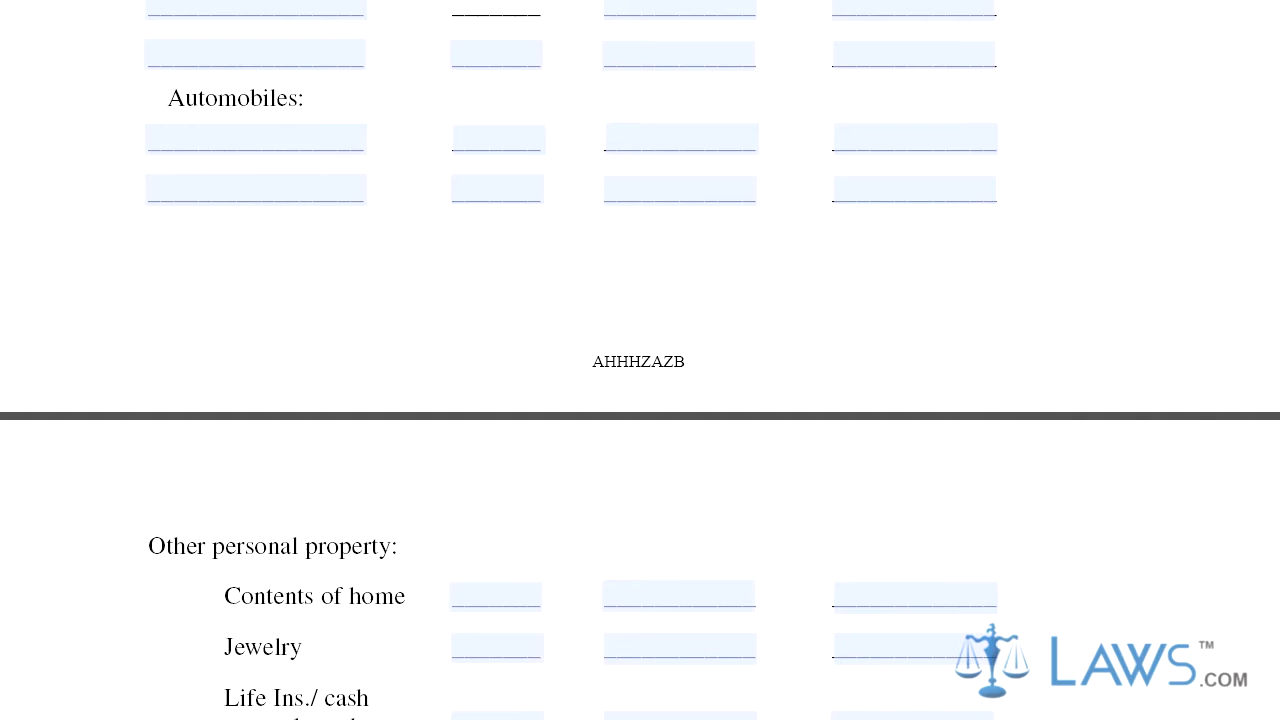 Automobiles:
AHHHZAZB
Other personal property:
Contents of home
Jewelry
Life Ins./ cash
LAWS™
.COM